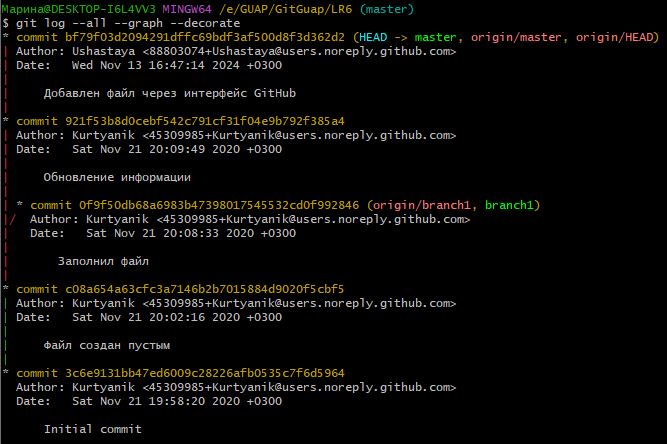 Марина@DESKTOP-I6L4VV3 MINGW64 /e/GUAP/GitGuap/LR6 (master)
$ git log --all --graph --decorate
* commit bf79f03d2094291dffc69bdf3af500d8f3d362d2 (HEAD -> master, origin/master, origin/HEAD)
| Author: Ushastaya <88803074+Ushastaya@users.noreply.github.com>
| Date:   Wed Nov 13 16:47:14 2024 +0300
|
|     Добавлен файл через интерфейс GitHub
|
* commit 921f53b8d0cebf542c791cf31f04e9b792f385a4
| Author: Kurtyanik <45309985+Kurtyanik@users.noreply.github.com>
| Date:   Sat Nov 21 20:09:49 2020 +0300
|
|     Обновление информации
|
| * commit 0f9f50db68a6983b47398017545532cd0f992846 (origin/branch1, branch1)
|/  Author: Kurtyanik <45309985+Kurtyanik@users.noreply.github.com>
|   Date:   Sat Nov 21 20:08:33 2020 +0300
|
|       Заполнил файл
|
* commit c08a654a63cfc3a7146b2b7015884d9020f5cbf5
| Author: Kurtyanik <45309985+Kurtyanik@users.noreply.github.com>
| Date:   Sat Nov 21 20:02:16 2020 +0300
|
|     Файл создан пустым
|
* commit 3c6e9131bb47ed6009c28226afb0535c7f6d5964
  Author: Kurtyanik <45309985+Kurtyanik@users.noreply.github.com>
  Date:   Sat Nov 21 19:58:20 2020 +0300

      Initial commit